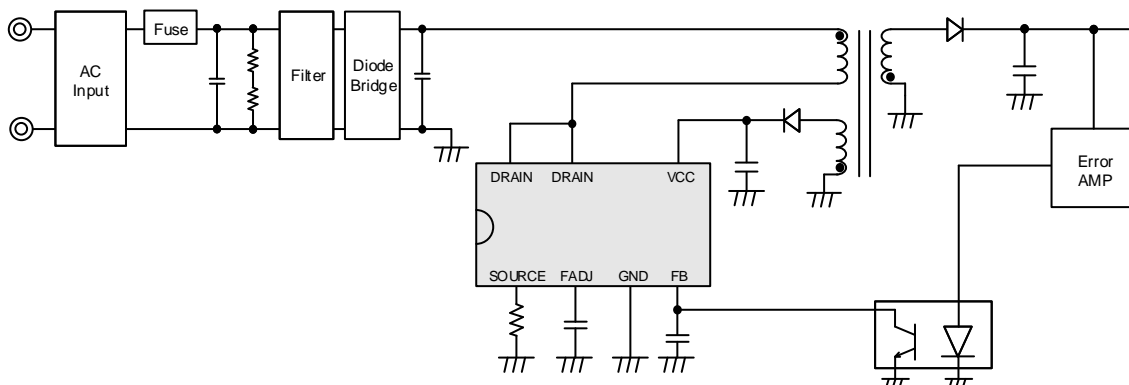 AC
Input
Fuse
Filter
Diode
Bridge
DRAIN
DRAIN
VCC
SOURCE
FADJ
GND
FB
Error
AMP